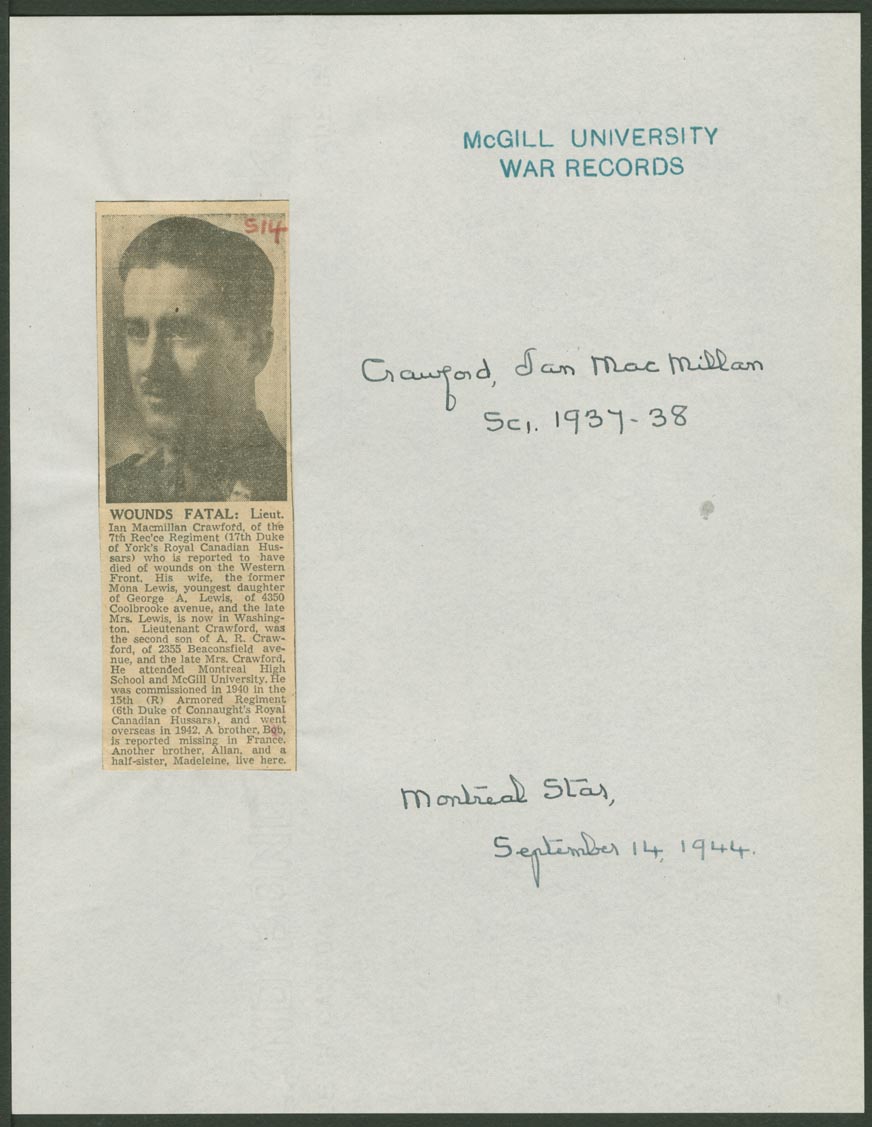 McGILL UNIVERSITY
WAR RECORDS
S14
Crawford, Ian MacMillan
Sci. 1937-38
WOUNDS FATAL: Lieut.
Ian Macmillan Crawford, of the
7th Rec'ce Regiment (17th Duke
of York's Royal Canadian Hus-
sars) who is reported to have
died of wounds on the Western
Front. His wife, the former
Mona Lewis, youngest daughter
of George A. Lewis, of 4350
Coolbrooke avenue, and the late
Mrs. Lewis, is now in Washing-
ton. Lieutenant Crawford, was
the second son of A. R. Craw-
ford, of 2355 Beaconsfield ave-
nue, and the late Mrs. Crawford.
He attended Montreal High
School and McGill University. He
was commissioned in 1940 in the
15th (R) Armored Regiment
(6th Duke of Connaught's Royal
Canadian Hussars), and went
overseas in 1942. A brother, Bob,
is reported missing in France.
Another brother, Allan, and a
half-sister, Madeleine, live here.
Montreal Star,
September 14, 1944.